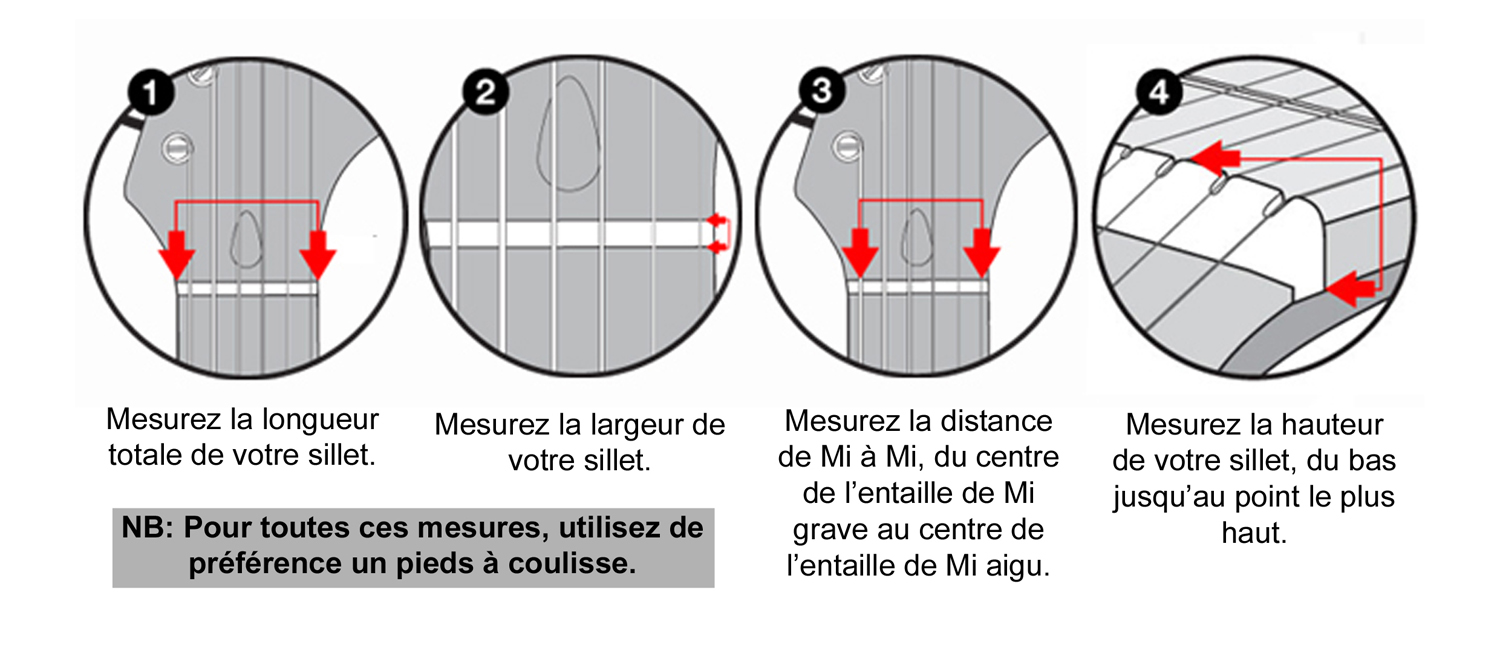 1
2
3
4
Mesurez la longueur
totale de votre sillet.
Mesurez la largeur de
votre sillet.
Mesurez la distance
de Mi à Mi, du centre
de l’entaille de Mi
grave au centre de
l’entaille de Mi aigu.
Mesurez la hauteur
de votre sillet, du bas
jusqu’au point le plus
haut.
NB: Pour toutes ces mesures, utilisez de
préférence un pieds à coulisse.